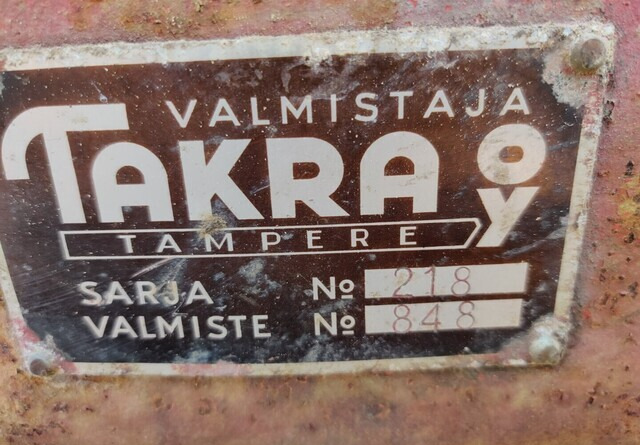 VALMISTAJA
TAKRA OY
TAMPERE
SARJA No 218
VALMISTE No 848